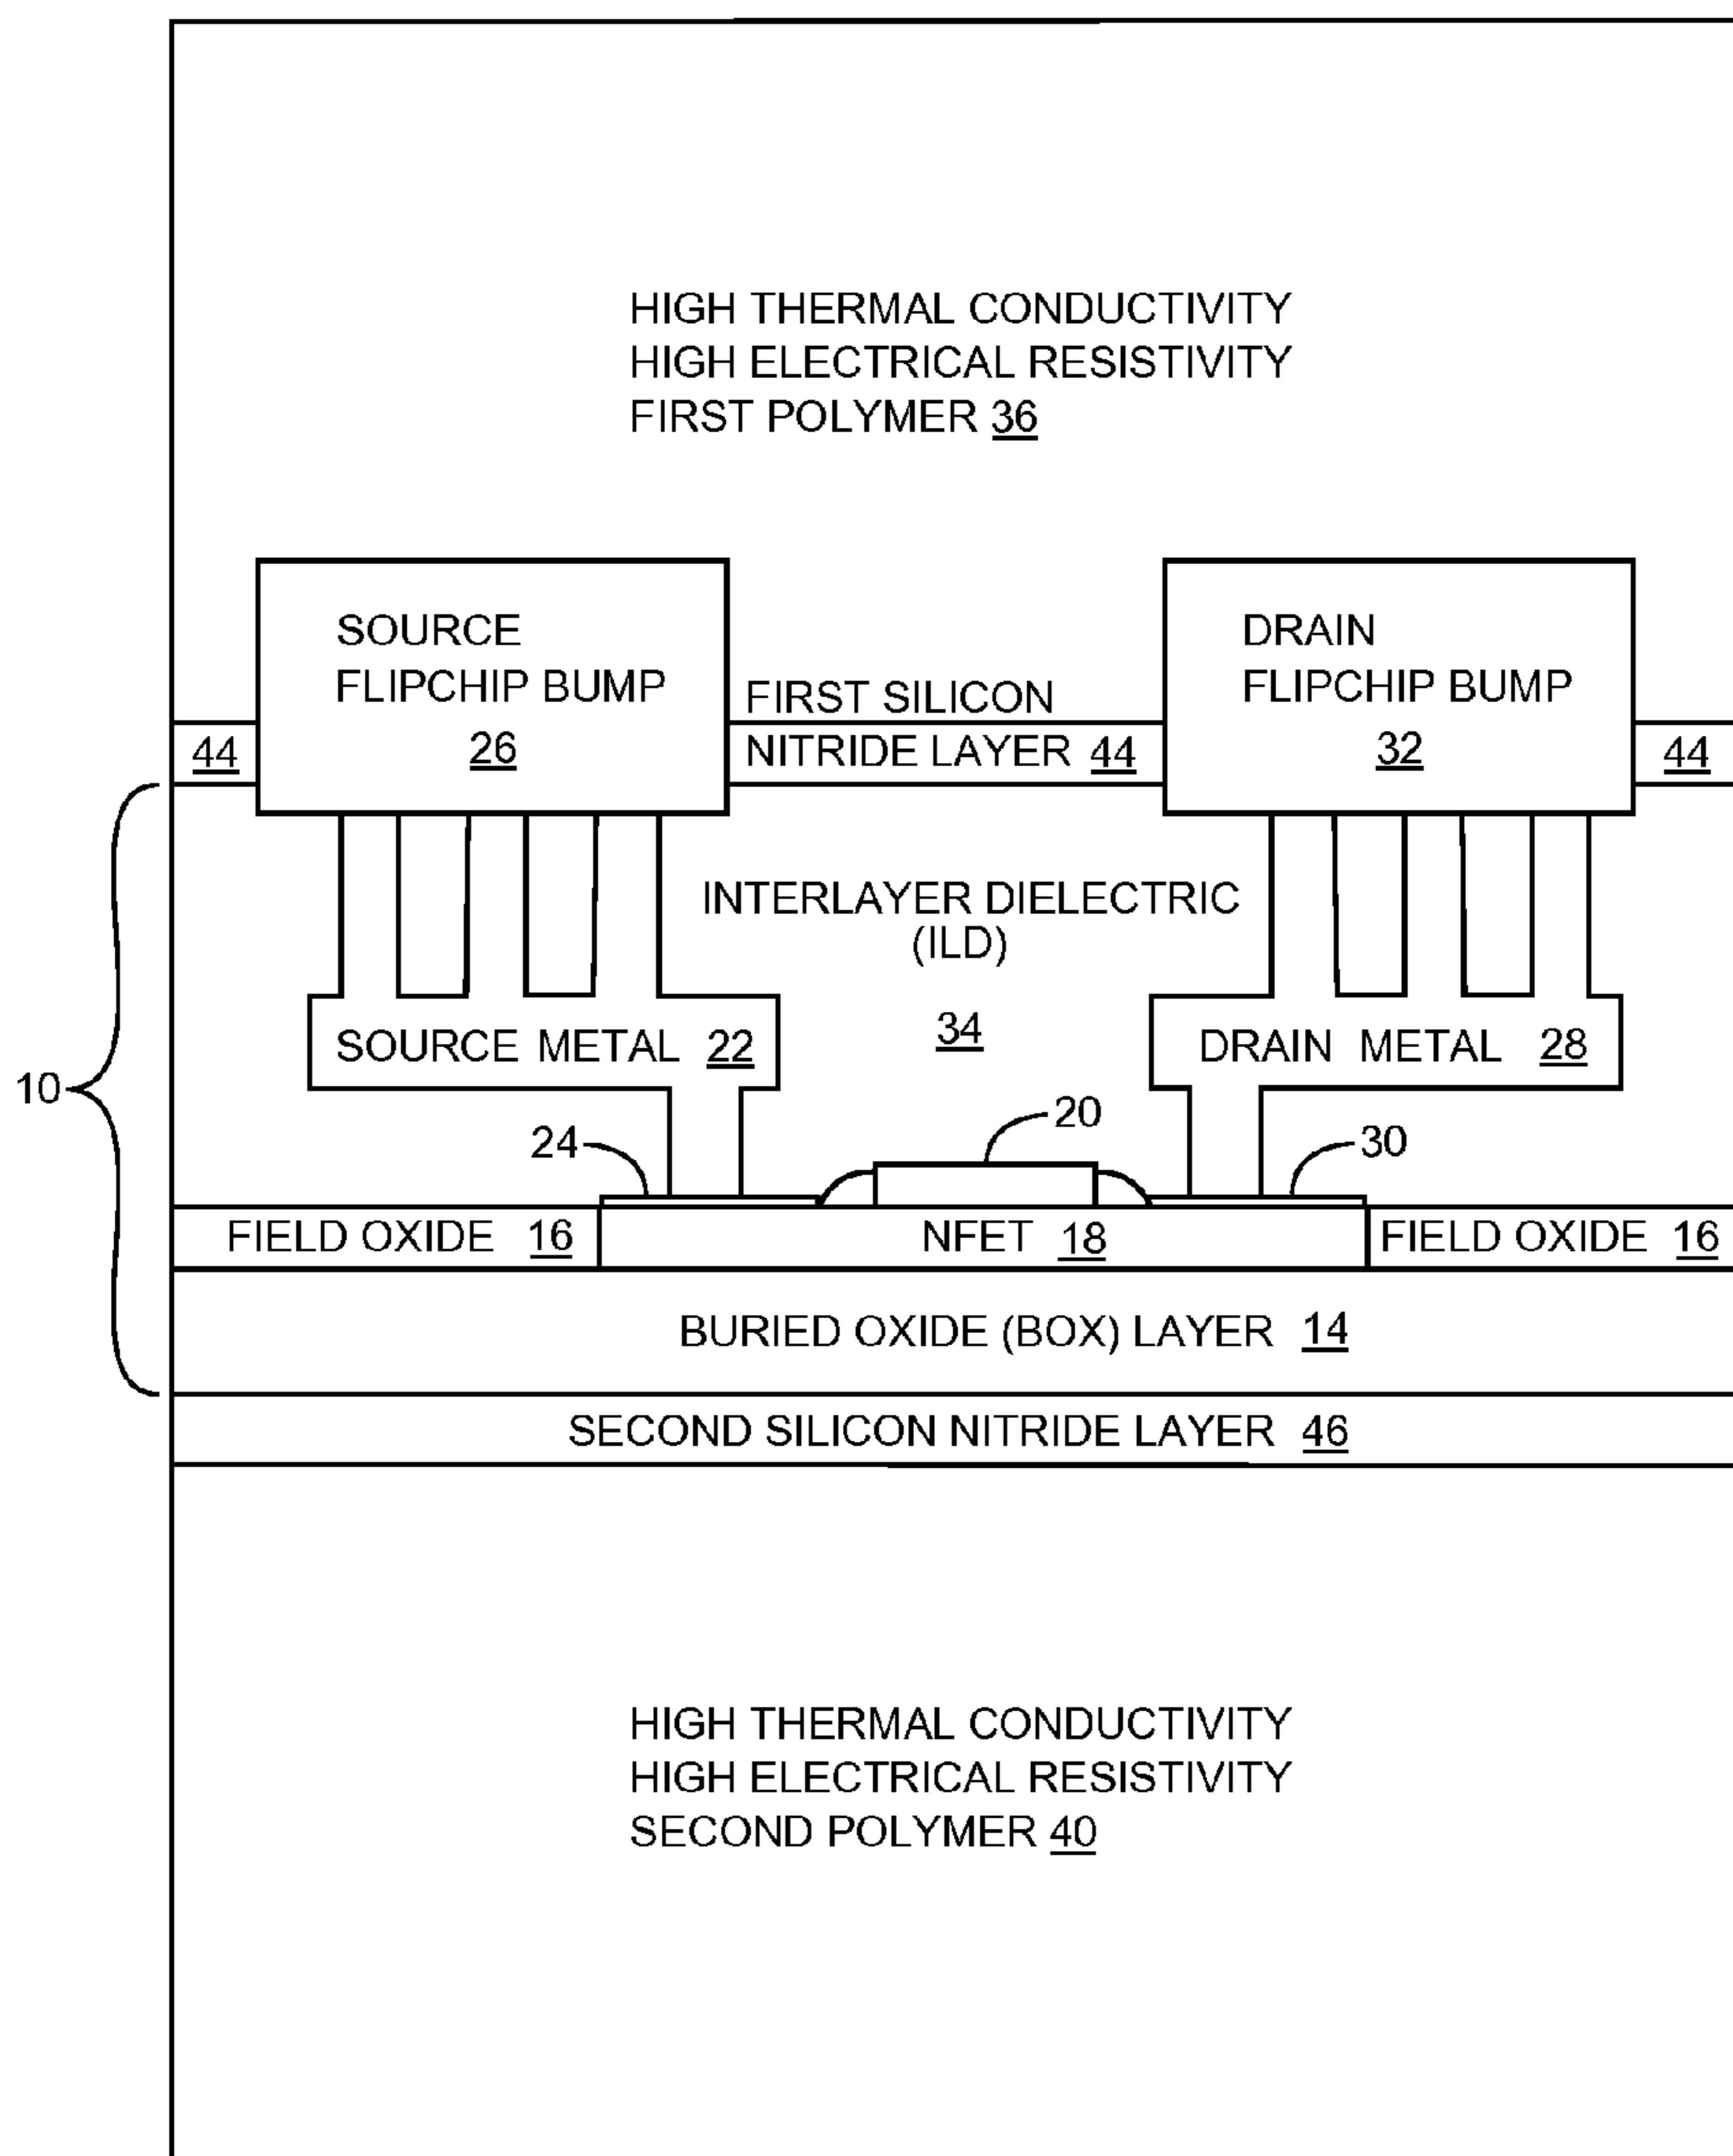 HIGH THERMAL CONDUCTIVITY
HIGH ELECTRICAL RESISTIVITY
FIRST POLYMER 36
SOURCE
FLIPCHIP BUMP
26
FIRST SILICON
NITRIDE LAYER 44
DRAIN
FLIPCHIP BUMP
32
44
44
INTERLAYER DIELECTRIC
(ILD)
34
SOURCE METAL 22
DRAIN METAL 28
10
24
20
30
FIELD OXIDE 16
NFET 18
FIELD OXIDE 16
BURIED OXIDE (BOX) LAYER 14
SECOND SILICON NITRIDE LAYER 46
HIGH THERMAL CONDUCTIVITY
HIGH ELECTRICAL RESISTIVITY
SECOND POLYMER 40